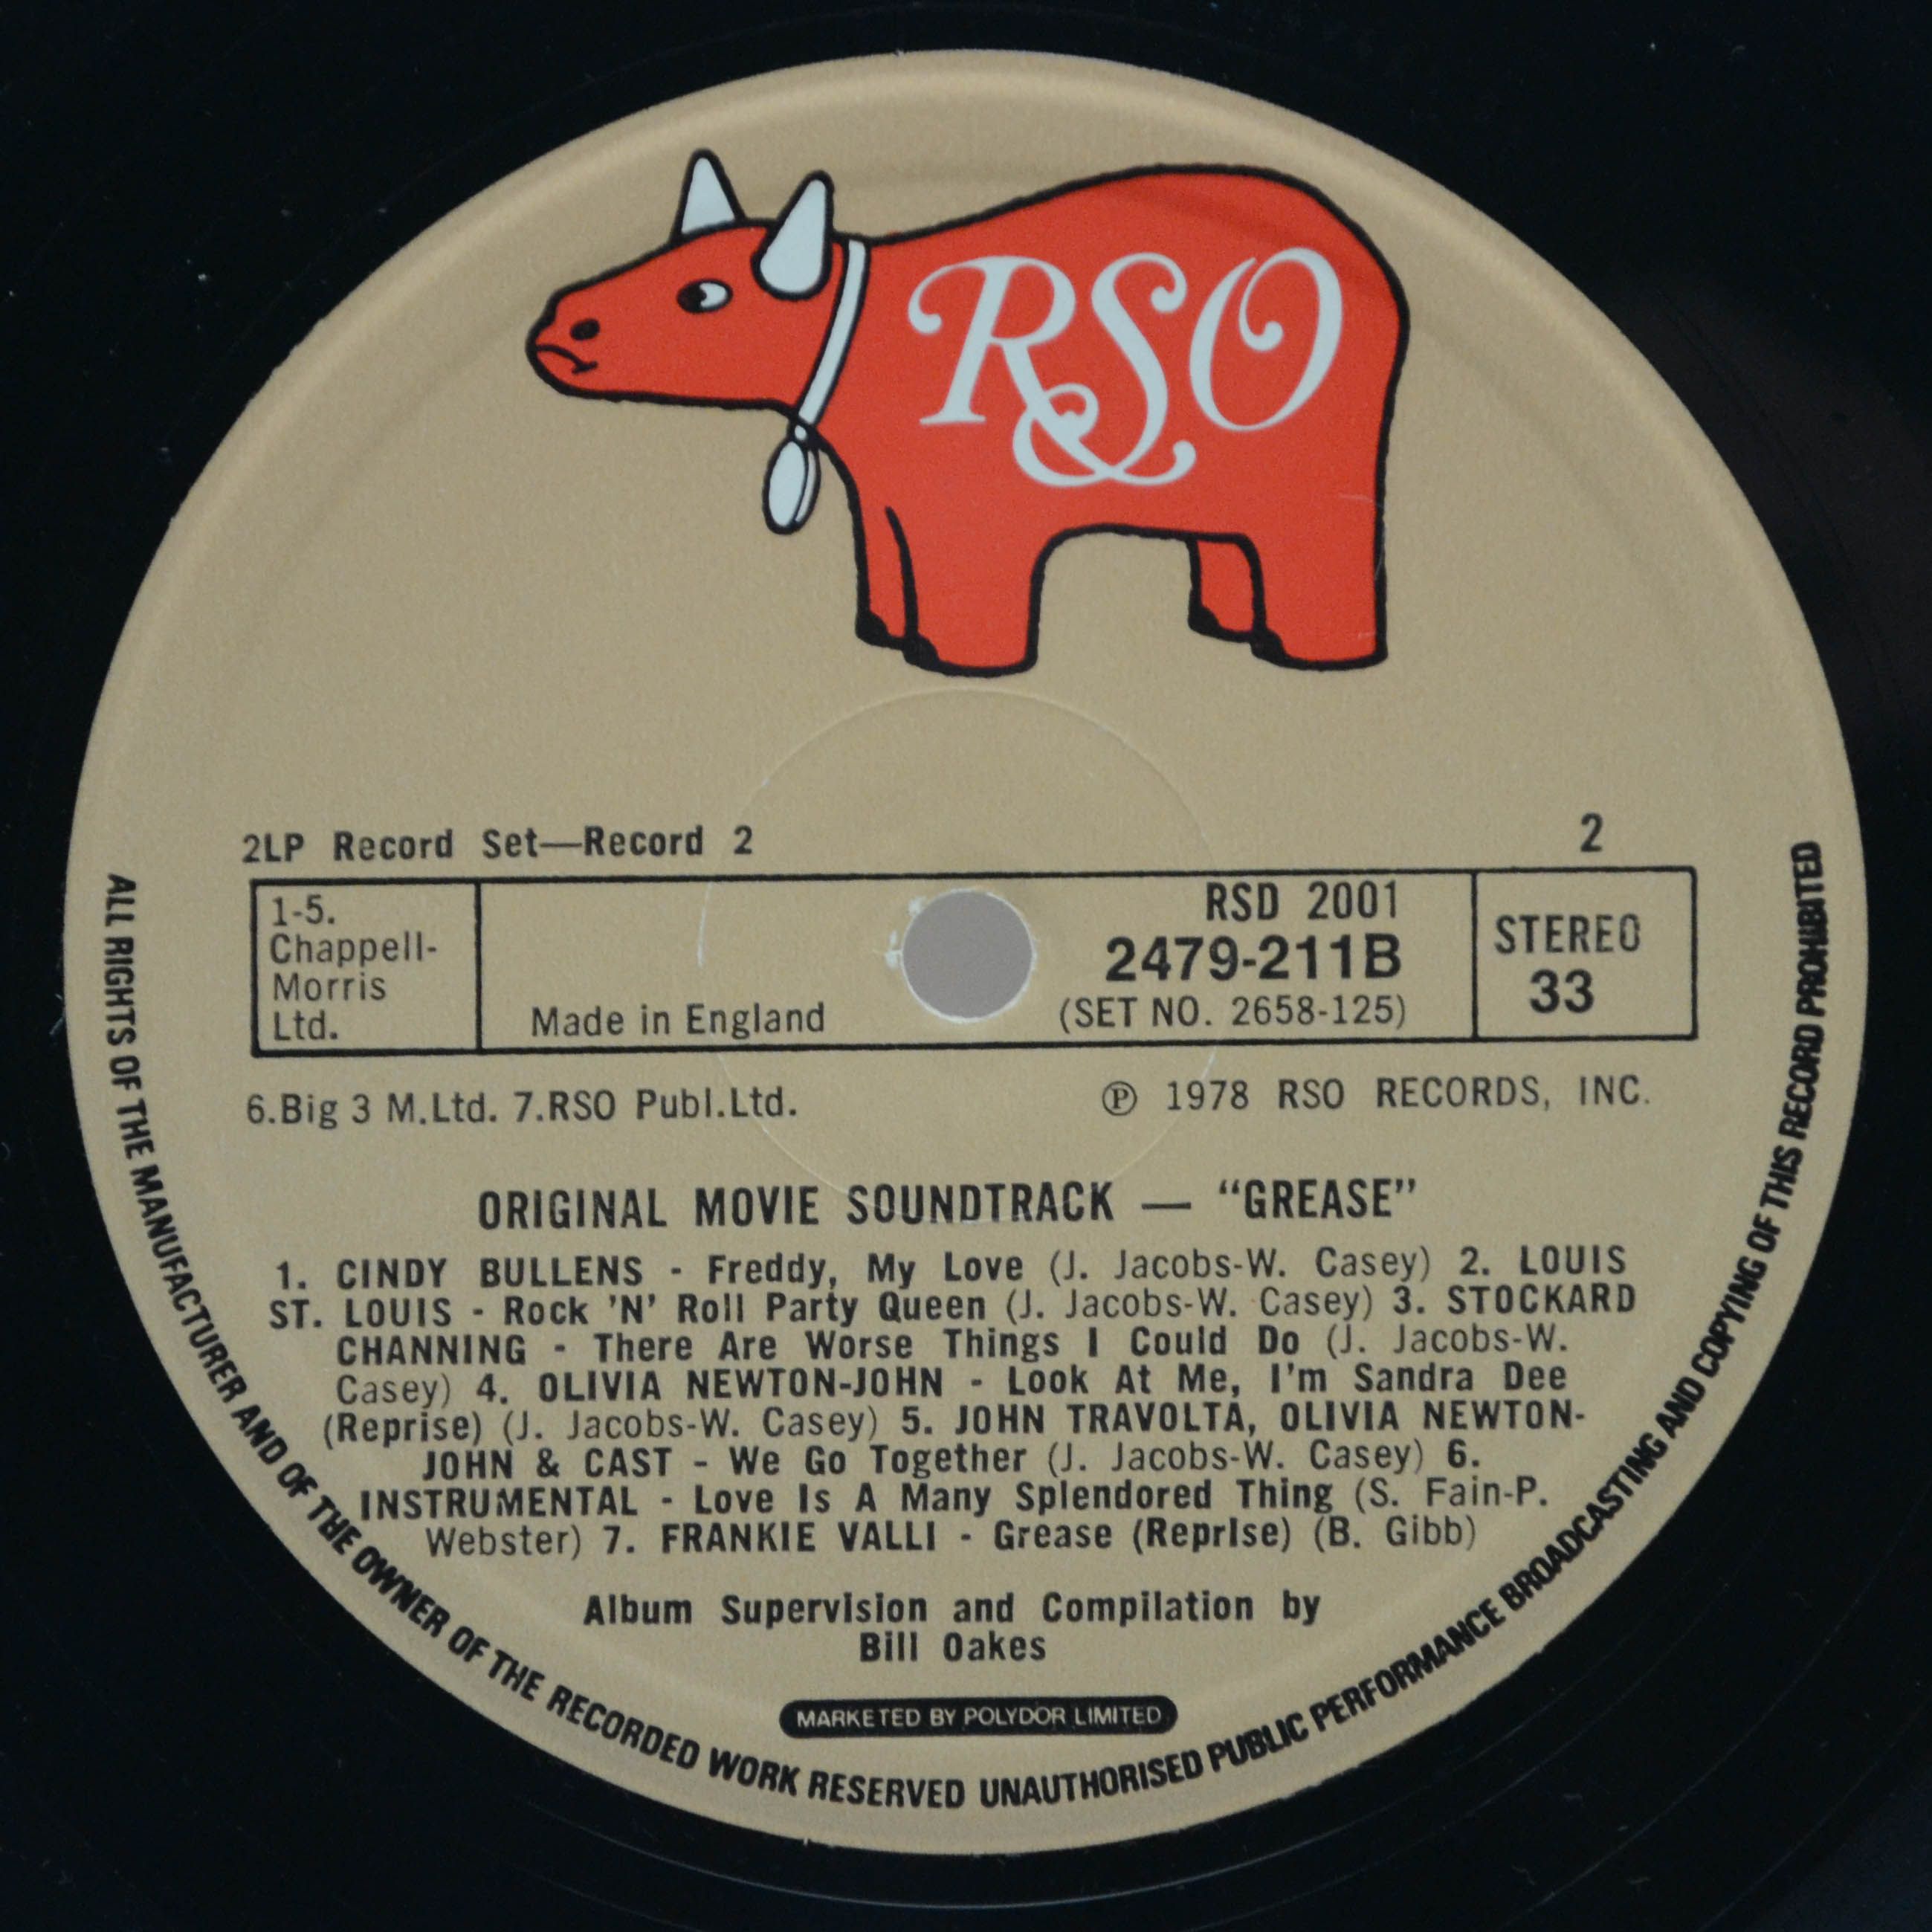 RSO
2LP Record Set—Record 2
2
1-5.
Chappell-
Morris
Ltd.
Made in England
RSD 2001
2479-211B
(SET NO. 2658-125)
STEREO
33
6.Big 3 M.Ltd. 7.RSO Publ.Ltd.
℗ 1978 RSO RECORDS, INC.
ORIGINAL MOVIE SOUNDTRACK — “GREASE”
1. CINDY BULLENS - Freddy, My Love (J. Jacobs-W. Casey) 2. LOUIS
ST. LOUIS - Rock 'N' Roll Party Queen (J. Jacobs-W. Casey) 3. STOCKARD
CHANNING - There Are Worse Things I Could Do (J. Jacobs-W.
Casey) 4. OLIVIA NEWTON-JOHN - Look At Me, I'm Sandra Dee
(Reprise) (J. Jacobs-W. Casey) 5. JOHN TRAVOLTA, OLIVIA NEWTON-
JOHN & CAST - We Go Together (J. Jacobs-W. Casey) 6.
INSTRUMENTAL - Love Is A Many Splendored Thing (S. Fain-P.
Webster) 7. FRANKIE VALLI - Grease (Reprise) (B. Gibb)
Album Supervision and Compilation by
Bill Oakes
MARKETED BY POLYDOR LIMITED
ALL RIGHTS OF THE MANUFACTURER AND OF THE OWNER OF THE RECORDED WORK RESERVED UNAUTHORISED PUBLIC PERFORMANCE BROADCASTING AND COPYING OF THIS RECORD PROHIBITED